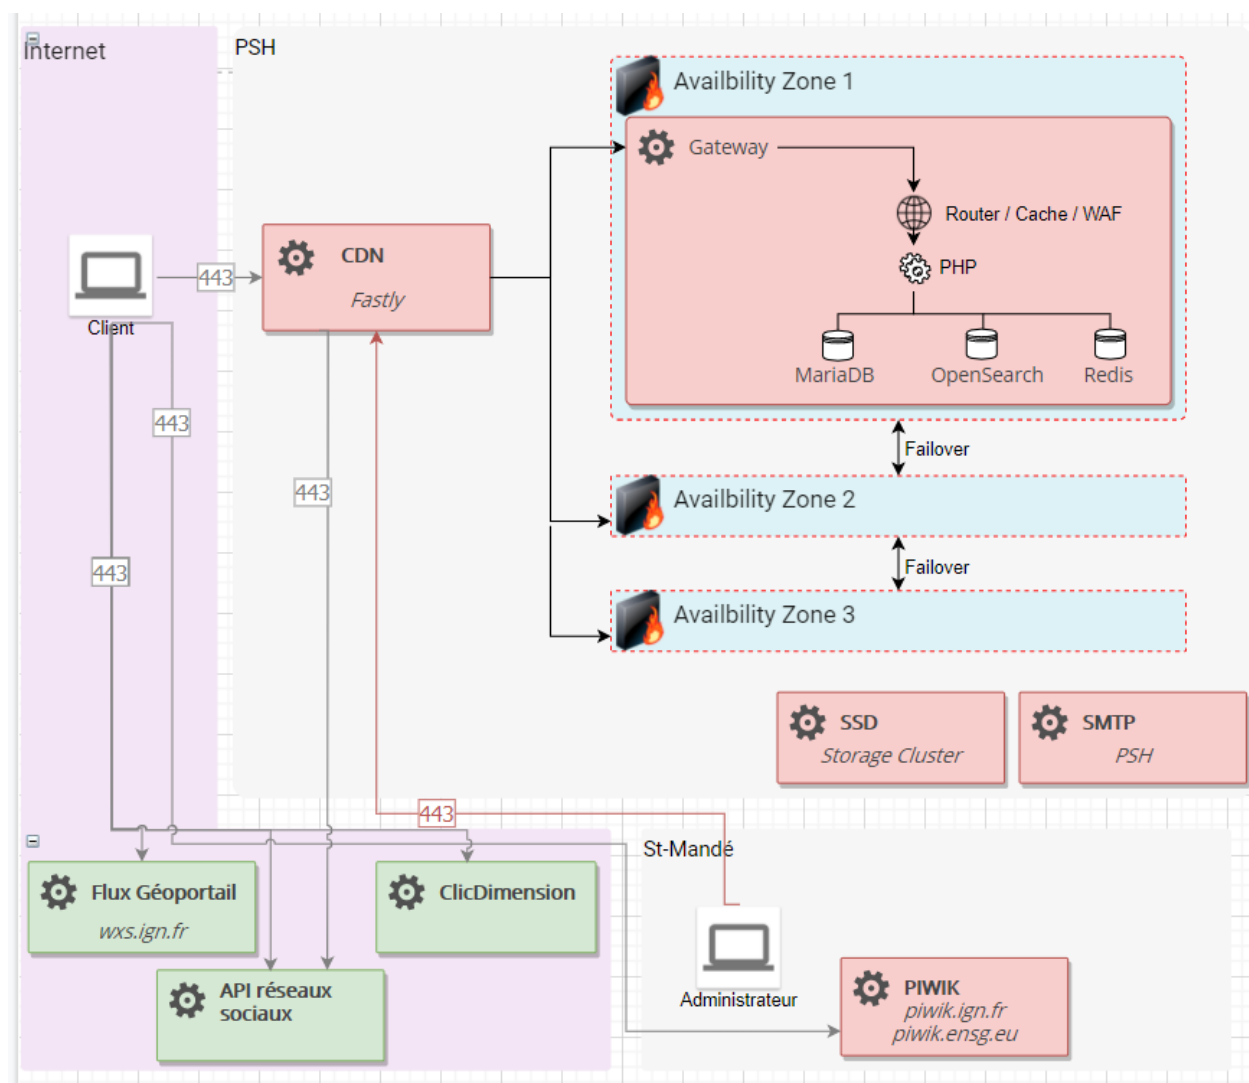 Internet
PSH
Availbility Zone 1
Gateway
Router / Cache / WAF
PHP
MariaDB
OpenSearch
Redis
CDN
Fastly
443
Client
443
443
443
Failover
Availbility Zone 2
Failover
Availbility Zone 3
SSD
Storage Cluster
SMTP
PSH
443
St-Mandé
Flux Géoportail
wxs.ign.fr
ClicDimension
API réseaux
sociaux
Administrateur
PIWIK
piwik.ign.fr
piwik.ensg.eu